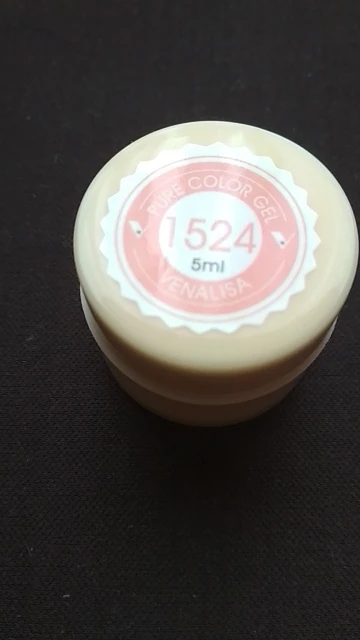 PURE COLOR GEL
1524
5ml
VENALISA